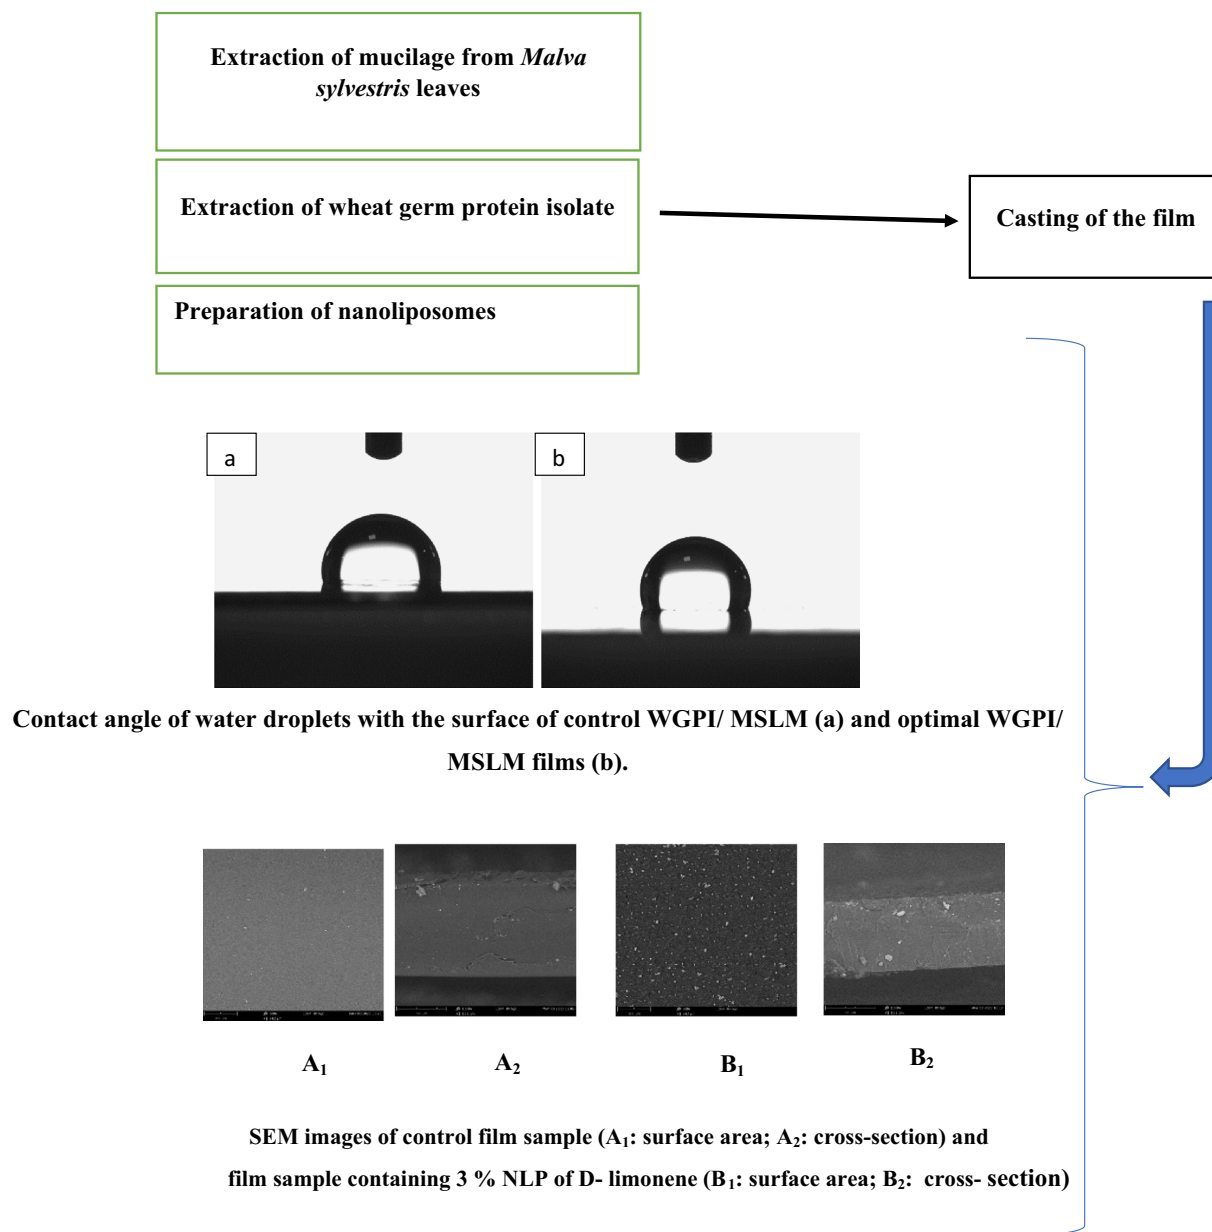 Extraction of mucilage from Malva
sylvestris leaves
Extraction of wheat germ protein isolate
Casting of the film
Preparation of nanoliposomes
a
b
Contact angle of water droplets with the surface of control WGPI/ MSLM (a) and optimal WGPI/
MSLM films (b).
A₁
A₂
B₁
B₂
SEM images of control film sample (A₁: surface area; A₂: cross-section) and
film sample containing 3 % NLP of D- limonene (B₁: surface area; B₂: cross- section)